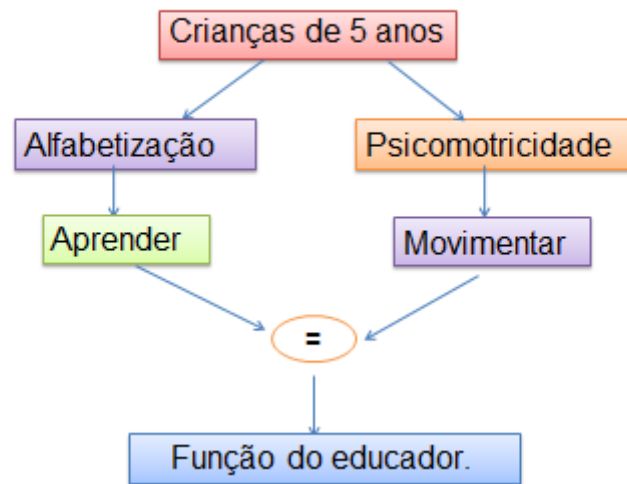 Crianças de 5 anos
Alfabetização
Psicomotricidade
Aprender
Movimentar
=
Função do educador.